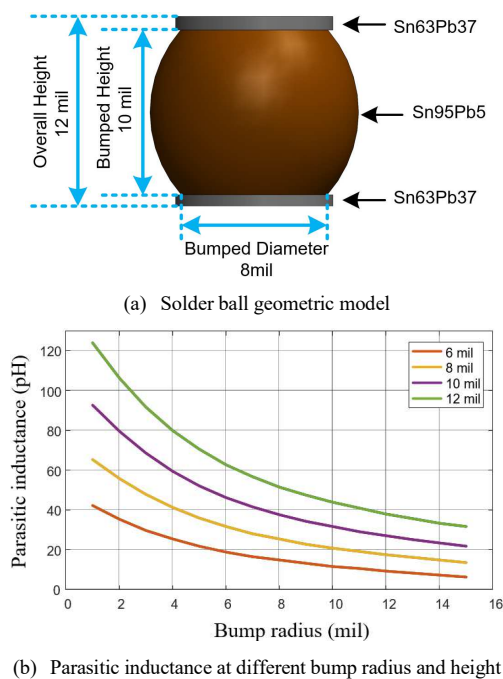 Sn63Pb37
Overall Height
12 mil
Bumped Height
10 mil
Sn95Pb5
Sn63Pb37
Bumped Diameter
8mil
(a) Solder ball geometric model
Parasitic inductance (pH)
120
100
80
60
40
20
0
6 mil
8 mil
10 mil
12 mil
0 2 4 6 8 10 12 14 16
Bump radius (mil)
(b) Parasitic inductance at different bump radius and height